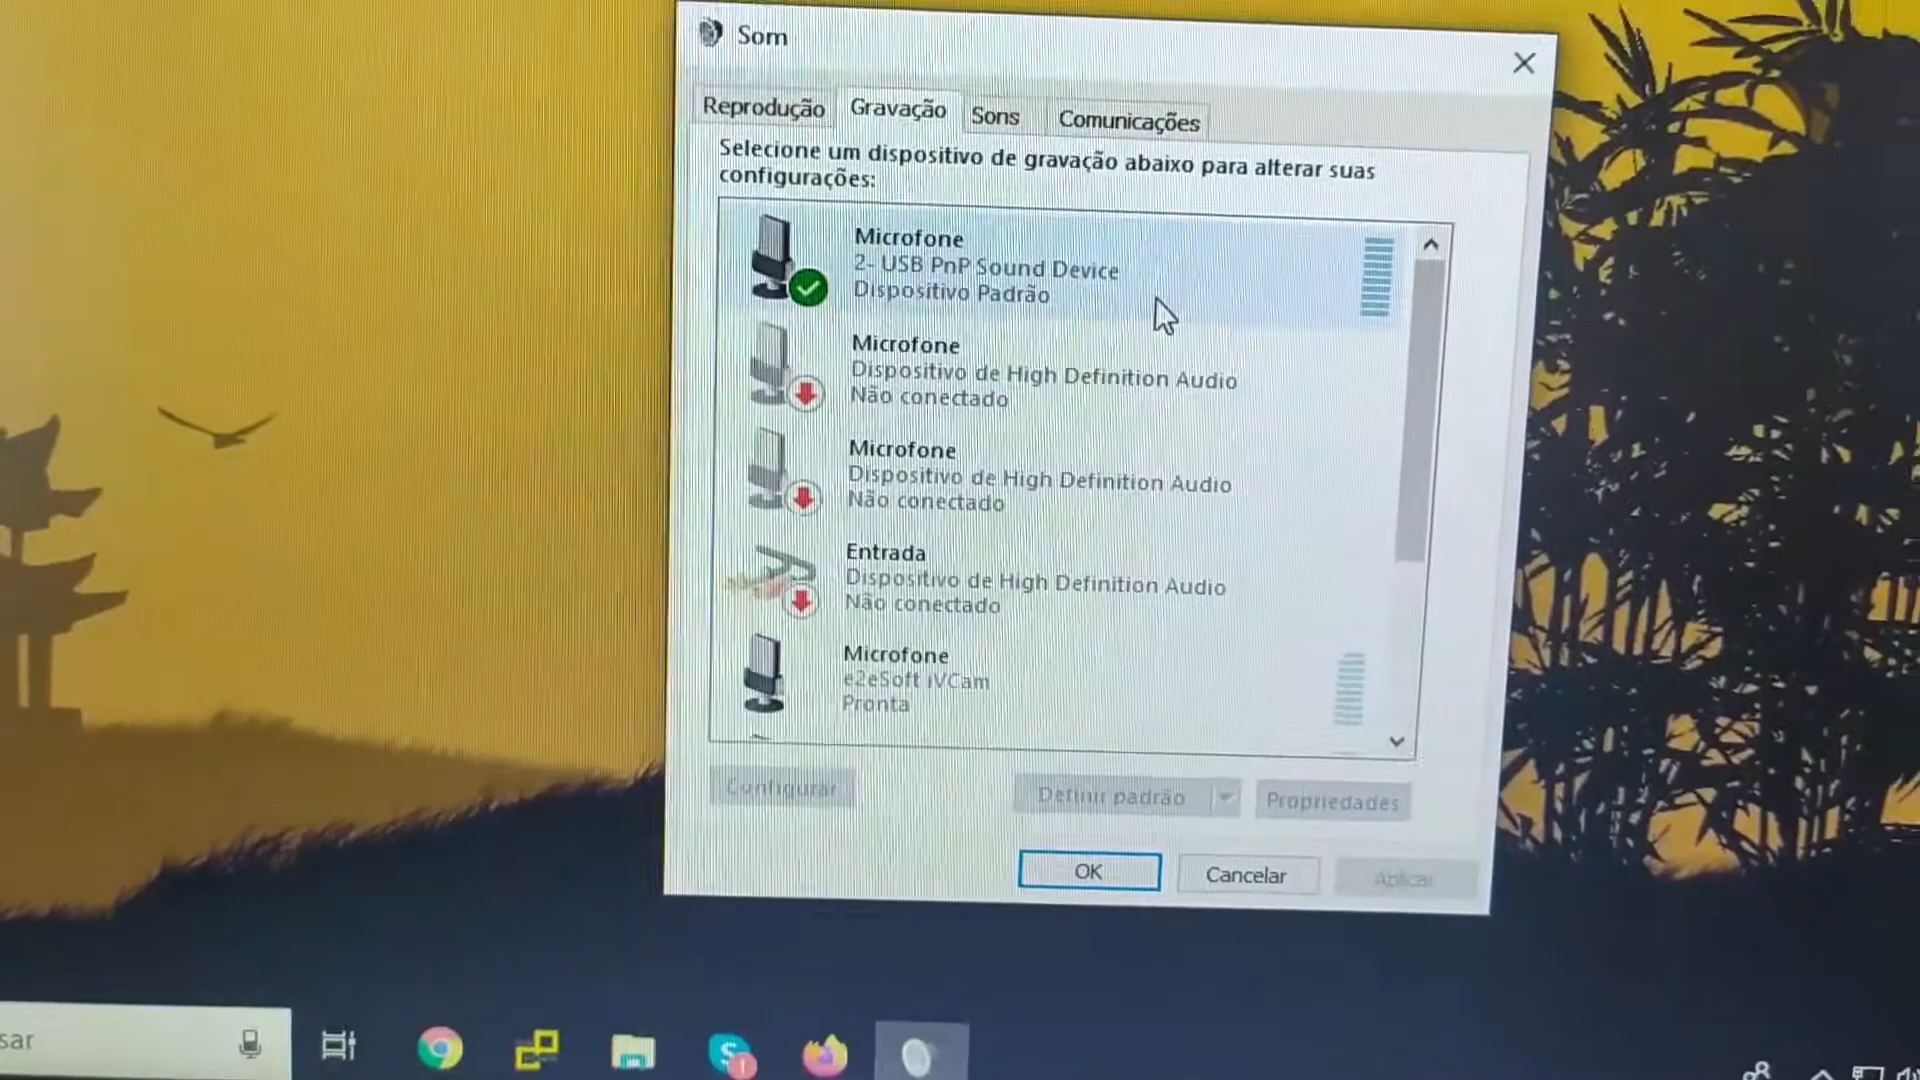 Som
Reprodução
Gravação
Sons
Comunicações
Selecione um dispositivo de gravação abaixo para alterar suas
configurações:
Microfone
2- USB PnP Sound Device
Dispositivo Padrão
Microfone
Dispositivo de High Definition Audio
Não conectado
Microfone
Dispositivo de High Definition Audio
Não conectado
Entrada
Dispositivo de High Definition Audio
Não conectado
Microfone
e2eSoft iVCam
Pronta
Configurar
Definir padrão
Propriedades
OK
Cancelar
Aplicar
sar